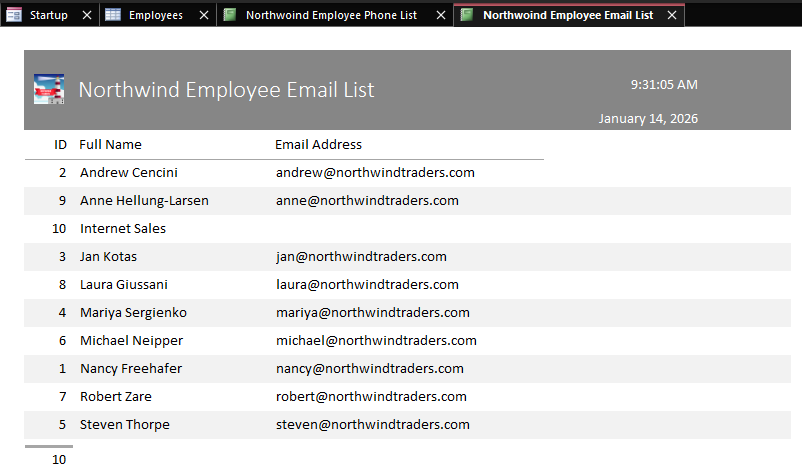 Startup Employees Northwoind Employee Phone List Northwoind Employee Email List
Northwind Employee Email List 9:31:05 AM
January 14, 2026
ID Full Name Email Address
2 Andrew Cencini andrew@northwindtraders.com
9 Anne Hellung-Larsen anne@northwindtraders.com
10 Internet Sales
3 Jan Kotas jan@northwindtraders.com
8 Laura Giussani laura@northwindtraders.com
4 Mariya Sergienko mariya@northwindtraders.com
6 Michael Neipper michael@northwindtraders.com
1 Nancy Freehafer nancy@northwindtraders.com
7 Robert Zare robert@northwindtraders.com
5 Steven Thorpe steven@northwindtraders.com
10